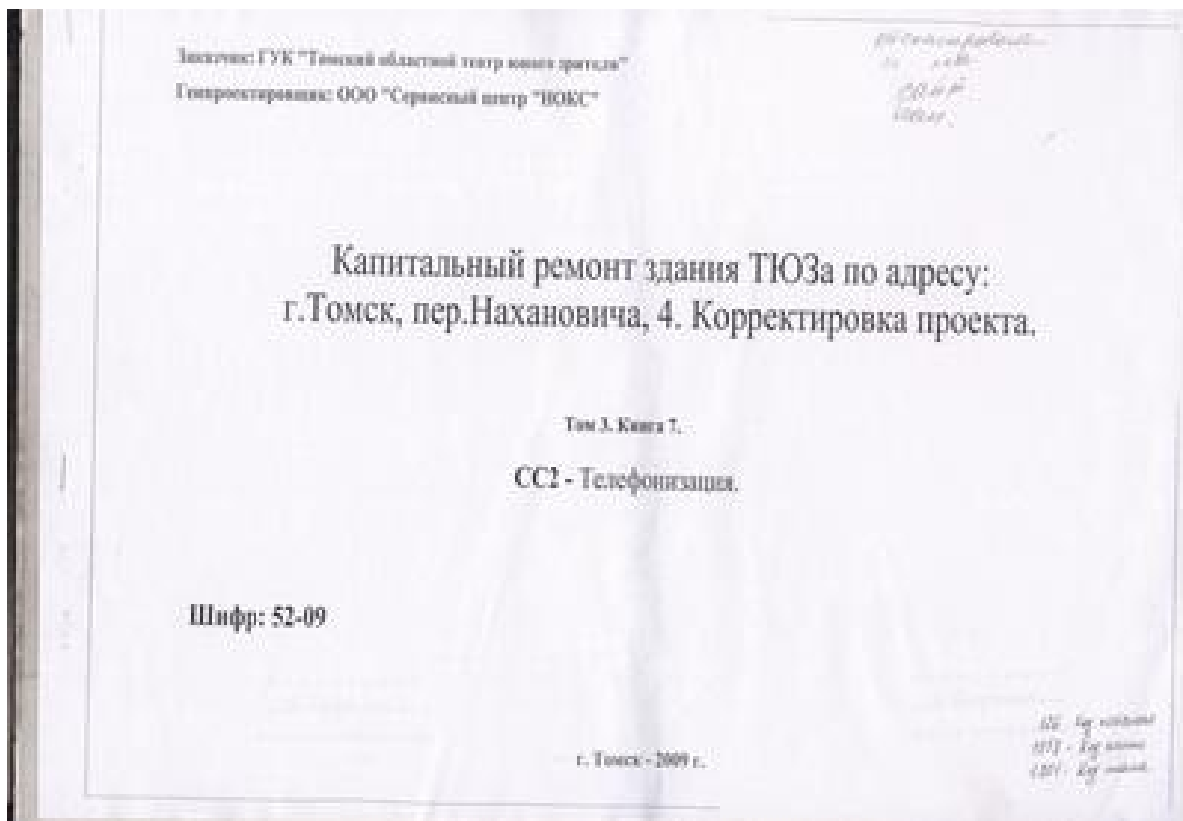 Заказчик: ГУК "Томский областной театр юного зрителя"
Генпроектировщик: ООО "Сервисный центр "ВОКС"
Капитальный ремонт здания ТЮЗа по адресу:
г.Томск, пер.Нахановича, 4. Корректировка проекта.
Том 3. Книга 7.
СС2 - Телефонизация.
Шифр: 52-09
г. Томск - 2009 г.